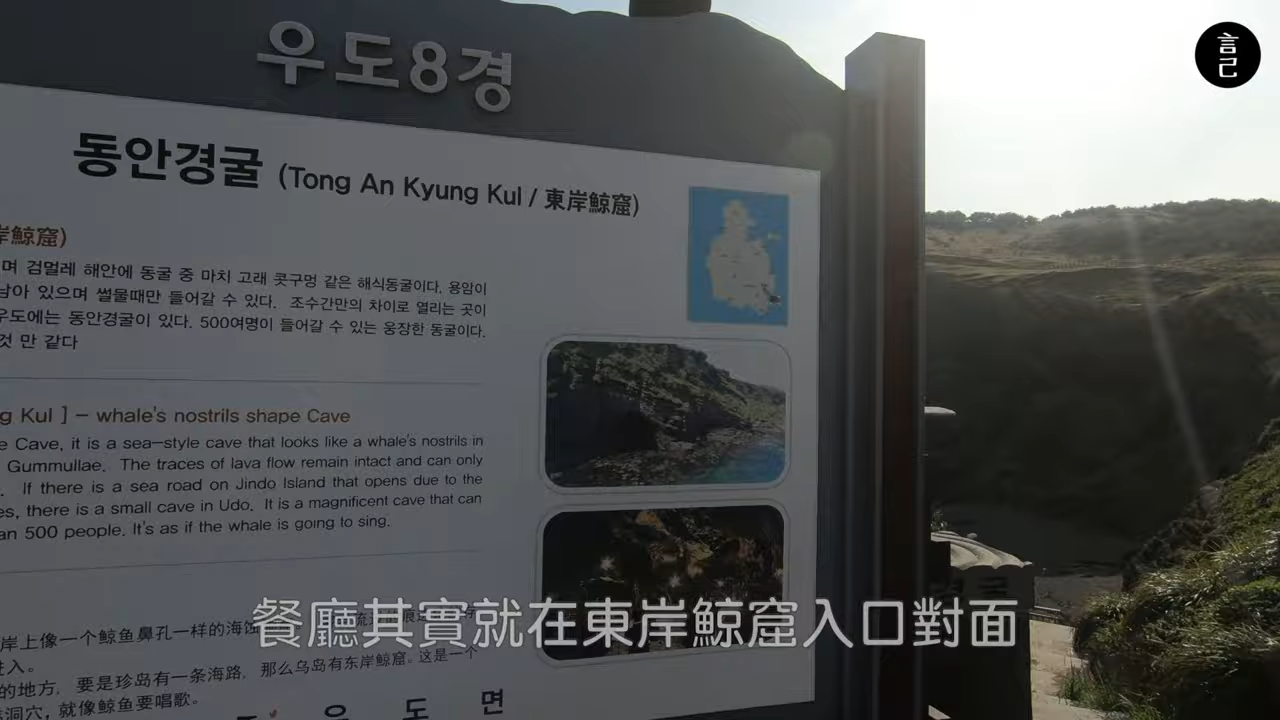 우도8경
言己
동안경굴 (Tong An Kyung Kul / 東岸鯨窟)
岸鯨窟)
며 검멀레 해안에 동굴 중 마치 고래 콧구멍 같은 해식동굴이다. 용암이
남아 있으며 썰물때만 들어갈 수 있다. 조수간만의 차이로 열리는 곳이
우도에는 동안경굴이 있다. 500여명이 들어갈 수 있는 웅장한 동굴이다.
것 만 같다
g Kul ] – whale's nostrils shape Cave
e Cave, it is a sea-style cave that looks like a whale's nostrils in
Gummullae. The traces of lava flow remain intact and can only
. If there is a sea road on Jindo Island that opens due to the
es, there is a small cave in Udo. It is a magnificent cave that can
an 500 people. It's as if the whale is going to sing.
餐廳其實就在東岸鯨窟入口對面
岸上像一个鲸鱼鼻孔一样的海蚀
进入。
的地方，要是珍岛有一条海路，那么乌岛有东岸鲸窟。这是一个
洞穴，就像鲸鱼要唱歌。
우 도 면